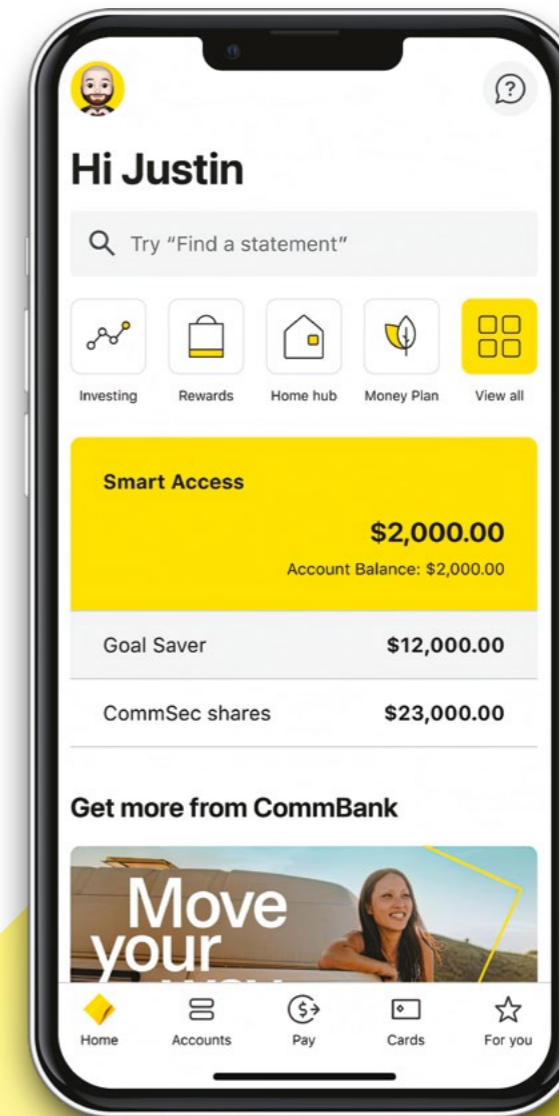 Hi Justin
Try "Find a statement"
Investing Rewards Home hub Money Plan View all
Smart Access
$2,000.00
Account Balance: $2,000.00
Goal Saver $12,000.00
CommSec shares $23,000.00
Get more from CommBank
Move
your
Home Accounts Pay Cards For you